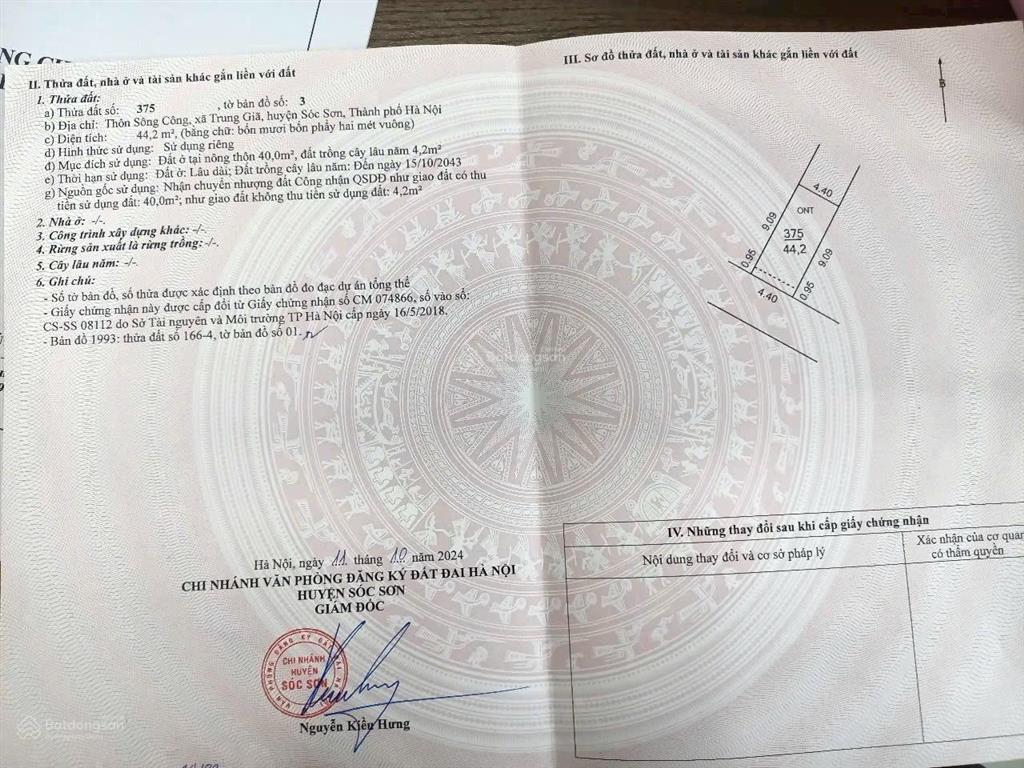 II. Thửa đất, nhà ở và tài sản khác gắn liền với đất
1. Thửa đất:
a) Thửa đất số: 375 , tờ bản đồ số: 3
b) Địa chỉ: Thôn Sông Công, xã Trung Giã, huyện Sóc Sơn, Thành phố Hà Nội
c) Diện tích: 44,2 m², (bằng chữ: bốn mươi bốn phẩy hai mét vuông)
d) Hình thức sử dụng: Sử dụng riêng
đ) Mục đích sử dụng: Đất ở tại nông thôn 40,0m², đất trồng cây lâu năm 4,2m²
e) Thời hạn sử dụng: Đất ở: Lâu dài; Đất trồng cây lâu năm: Đến ngày 15/10/2043
g) Nguồn gốc sử dụng: Nhận chuyển nhượng đất Công nhận QSDĐ như giao đất có thu
tiền sử dụng đất: 40,0m²; như giao đất không thu tiền sử dụng đất: 4,2m²
2. Nhà ở: -/-.
3. Công trình xây dựng khác: -/-.
4. Rừng sản xuất là rừng trồng: -/-.
5. Cây lâu năm: -/-.
6. Ghi chú:
- Số tờ bản đồ, số thửa được xác định theo bản đồ đo đạc dự án tổng thể
- Giấy chứng nhận này được cấp đổi từ Giấy chứng nhận số CM 074866, số vào sổ:
CS-SS 08112 do Sở Tài nguyên và Môi trường TP Hà Nội cấp ngày 16/5/2018.
- Bản đồ 1993: thửa đất số 166-4, tờ bản đồ số 01.
Hà Nội, ngày 11 tháng 10 năm 2024
CHI NHÁNH VĂN PHÒNG ĐĂNG KÝ ĐẤT ĐAI HÀ NỘI
HUYỆN SÓC SƠN
GIÁM ĐỐC
VĂN PHÒNG ĐĂNG KÝ ĐẤT ĐAI HÀ NỘI
CHI NHÁNH
HUYỆN
SÓC SƠN
Nguyễn Kiều Hưng
Batdongsan
III. Sơ đồ thửa đất, nhà ở và tài sản khác gắn liền với đất
B
4.40
ONT
9.09
375
44,2
9.09
0.95
0.95
4.40
Batdongsan
IV. Những thay đổi sau khi cấp giấy chứng nhận
Nội dung thay đổi và cơ sở pháp lý
Xác nhận của cơ quan
có thẩm quyền